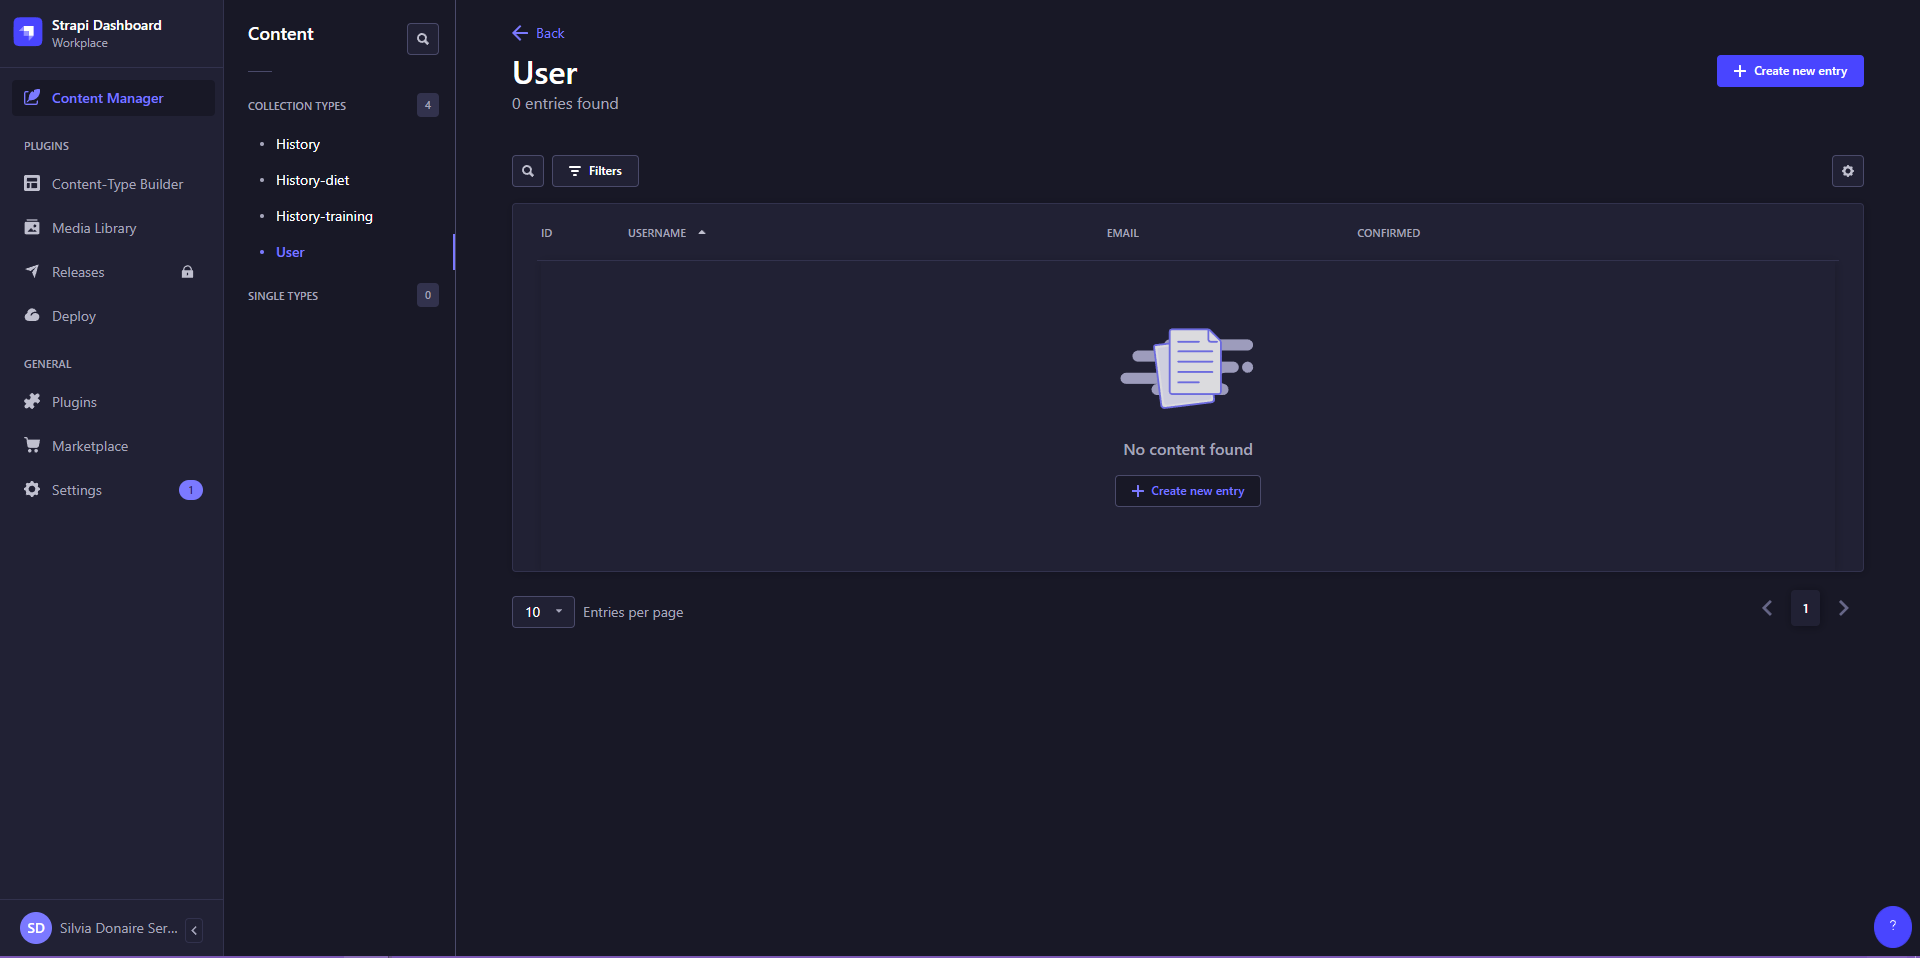 Strapi Dashboard
Workplace
Content Manager
PLUGINS
Content-Type Builder
Media Library
Releases
Deploy
GENERAL
Plugins
Marketplace
Settings
1
SD
Silvia Donaire Ser...
Content
COLLECTION TYPES
4
History
History-diet
History-training
User
SINGLE TYPES
0
Back
User
0 entries found
Create new entry
Filters
ID USERNAME EMAIL CONFIRMED
No content found
Create new entry
10
Entries per page
1
?